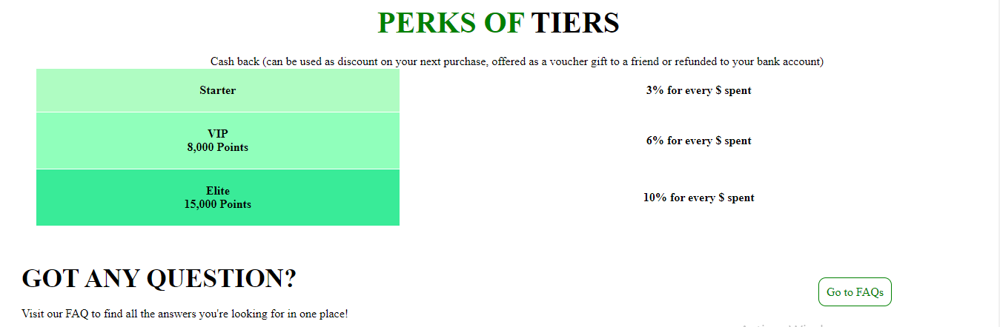 PERKS OF TIERS
Cash back (can be used as discount on your next purchase, offered as a voucher gift to a friend or refunded to your bank account)
Starter
3% for every $ spent
VIP
8,000 Points
6% for every $ spent
Elite
15,000 Points
10% for every $ spent
GOT ANY QUESTION?
Go to FAQs
Visit our FAQ to find all the answers you're looking for in one place!